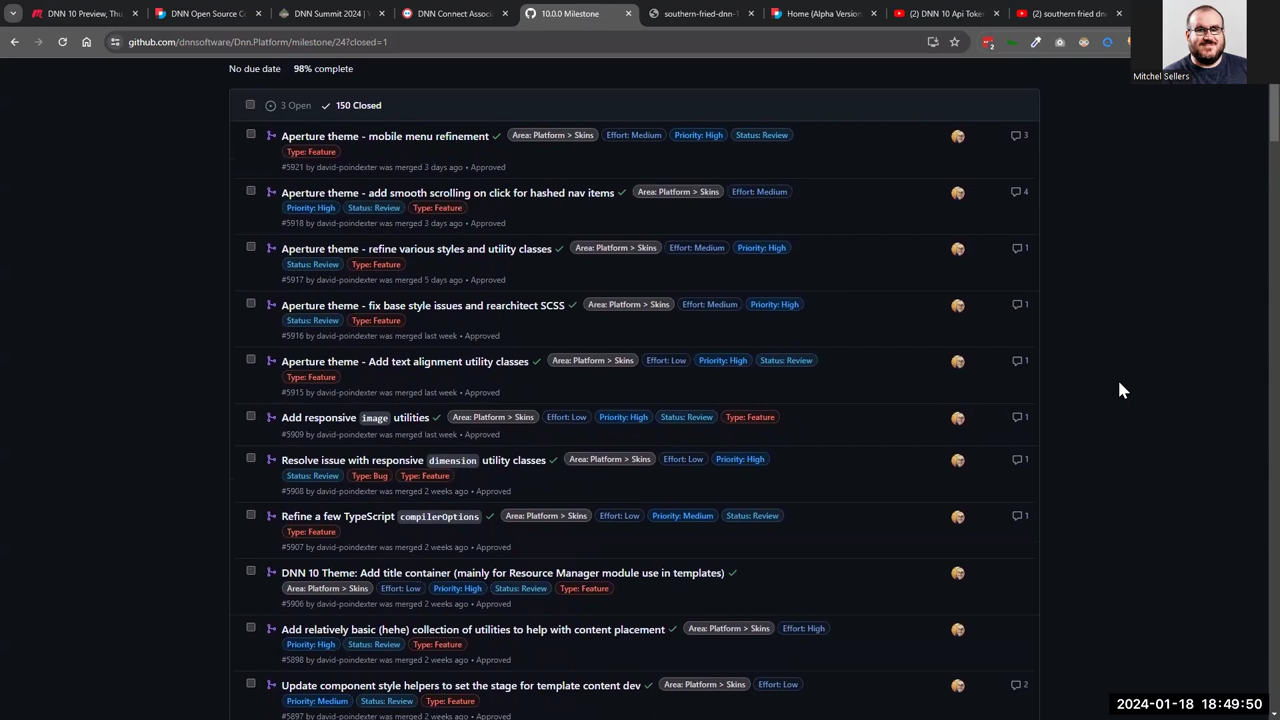 DNN 10 Preview, Thu
DNN Open Source C
DNN Summit 2024 | V
DNN Connect Associa
10.0.0 Milestone
southern-fried-dnn-
Home (Alpha Version
(2) DNN 10 Api Toke
(2) southern fried dn
github.com/dnnsoftware/Dnn.Platform/milestone/24?closed=1
2
Mitchel Sellers
No due date 98% complete
3 Open 150 Closed
Aperture theme - mobile menu refinement Area: Platform > Skins Effort: Medium Priority: High Status: Review 3
Type: Feature
#5921 by david-poindexter was merged 3 days ago • Approved
Aperture theme - add smooth scrolling on click for hashed nav items Area: Platform > Skins Effort: Medium 4
Priority: High Status: Review Type: Feature
#5918 by david-poindexter was merged 3 days ago • Approved
Aperture theme - refine various styles and utility classes Area: Platform > Skins Effort: Medium Priority: High 1
Status: Review Type: Feature
#5917 by david-poindexter was merged 5 days ago • Approved
Aperture theme - fix base style issues and rearchitect SCSS Area: Platform > Skins Effort: Medium Priority: High 1
Status: Review Type: Feature
#5916 by david-poindexter was merged last week • Approved
Aperture theme - Add text alignment utility classes Area: Platform > Skins Effort: Low Priority: High Status: Review 1
Type: Feature
#5915 by david-poindexter was merged last week • Approved
Add responsive image utilities Area: Platform > Skins Effort: Low Priority: High Status: Review Type: Feature 1
#5909 by david-poindexter was merged last week • Approved
Resolve issue with responsive dimension utility classes Area: Platform > Skins Effort: Low Priority: High 1
Status: Review Type: Bug Type: Feature
#5908 by david-poindexter was merged 2 weeks ago • Approved
Refine a few TypeScript compilerOptions Area: Platform > Skins Effort: Low Priority: Medium Status: Review 1
Type: Feature
#5907 by david-poindexter was merged 2 weeks ago • Approved
DNN 10 Theme: Add title container (mainly for Resource Manager module use in templates)
Area: Platform > Skins Effort: Low Priority: High Status: Review Type: Feature
#5906 by david-poindexter was merged 2 weeks ago • Approved
Add relatively basic (hehe) collection of utilities to help with content placement Area: Platform > Skins Effort: High
Priority: High Status: Review Type: Feature
#5898 by david-poindexter was merged 2 weeks ago • Approved
Update component style helpers to set the stage for template content dev Area: Platform > Skins Effort: Low 2
Priority: Medium Status: Review Type: Feature
#5897 by david-poindexter was merged 2 weeks ago • Approved
2024-01-18 18:49:50